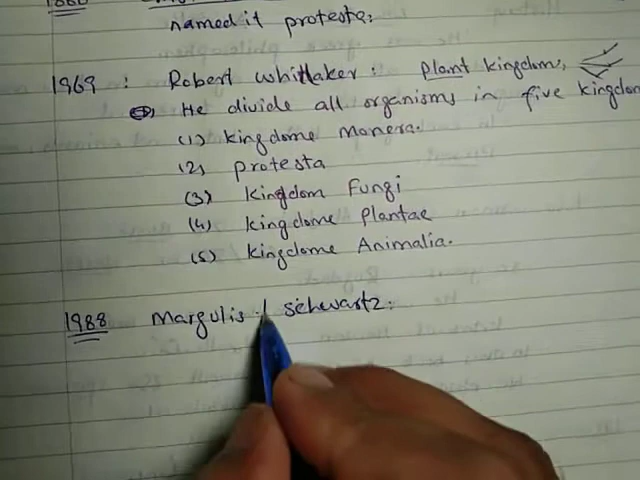 named it protesta:
1969 : Robert Whittaker : Plant kingdom,
He divide all organisms in five kingdom
(1) kingdome Monera.
(2) protesta
(3) kingdom Fungi
(4) kingdome Plantae
(5) kingdome Animalia.
1988 Margulis schwartz: